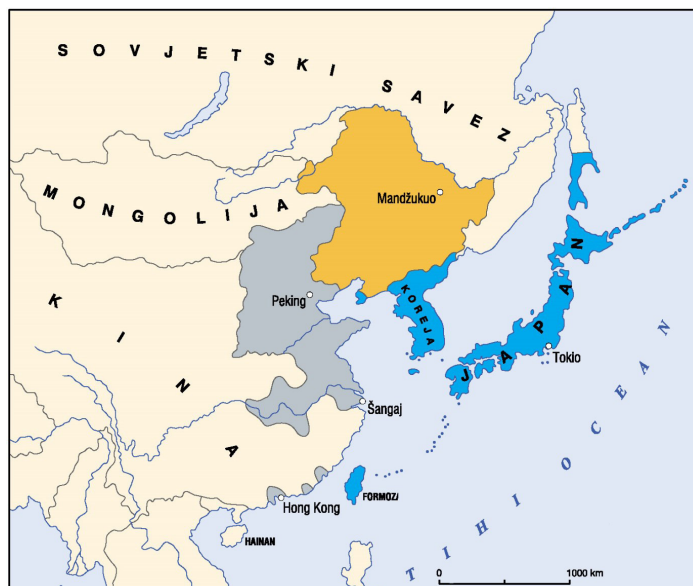 SOVJETSKI SAVEZ
MONGOLIJA
Mandžukuo
KINA
Peking
KOREJA
JAPAN
Tokio
Šangaj
Hong Kong
FORMOZA
HAINAN
TIHI OCEAN
0 1000 km